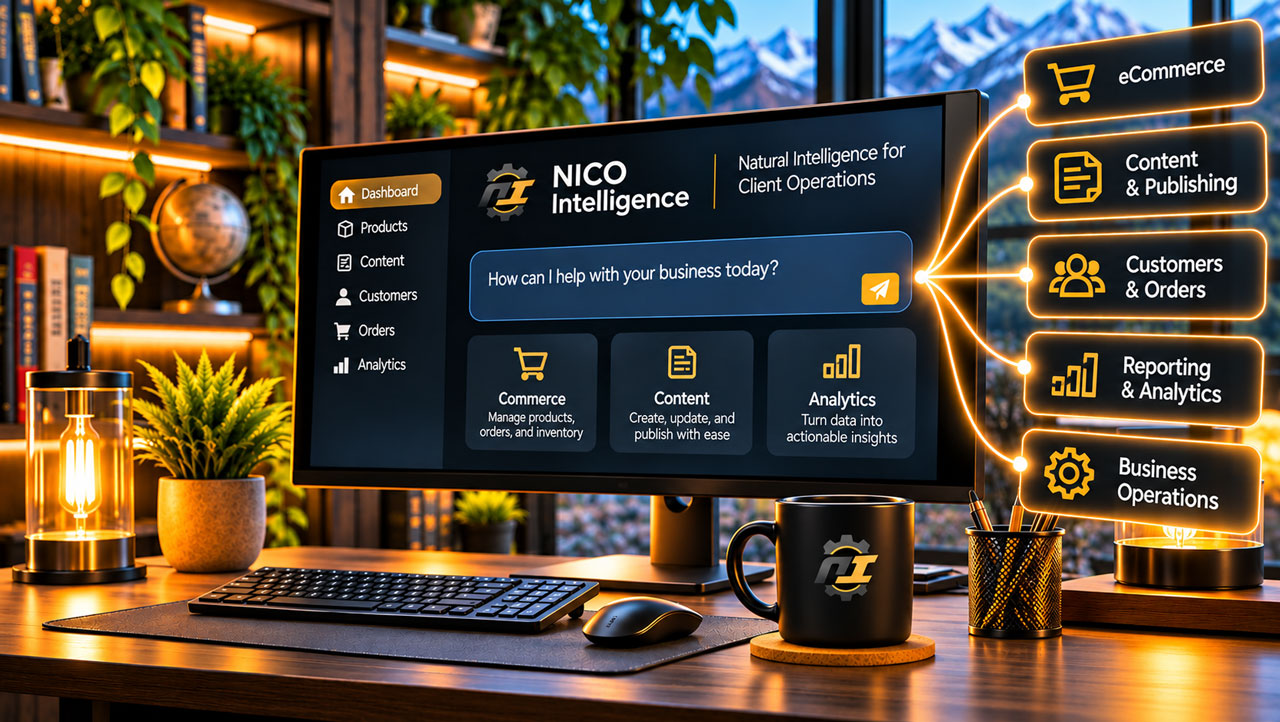 Dashboard
Products
Content
Customers
Orders
Analytics
NI
NICO
Intelligence
Natural Intelligence for
Client Operations
How can I help with your business today?
Commerce
Manage products,
orders, and inventory
Content
Create, update, and
publish with ease
Analytics
Turn data into
actionable insights
eCommerce
Content
& Publishing
Customers
& Orders
Reporting
& Analytics
Business
Operations
NI